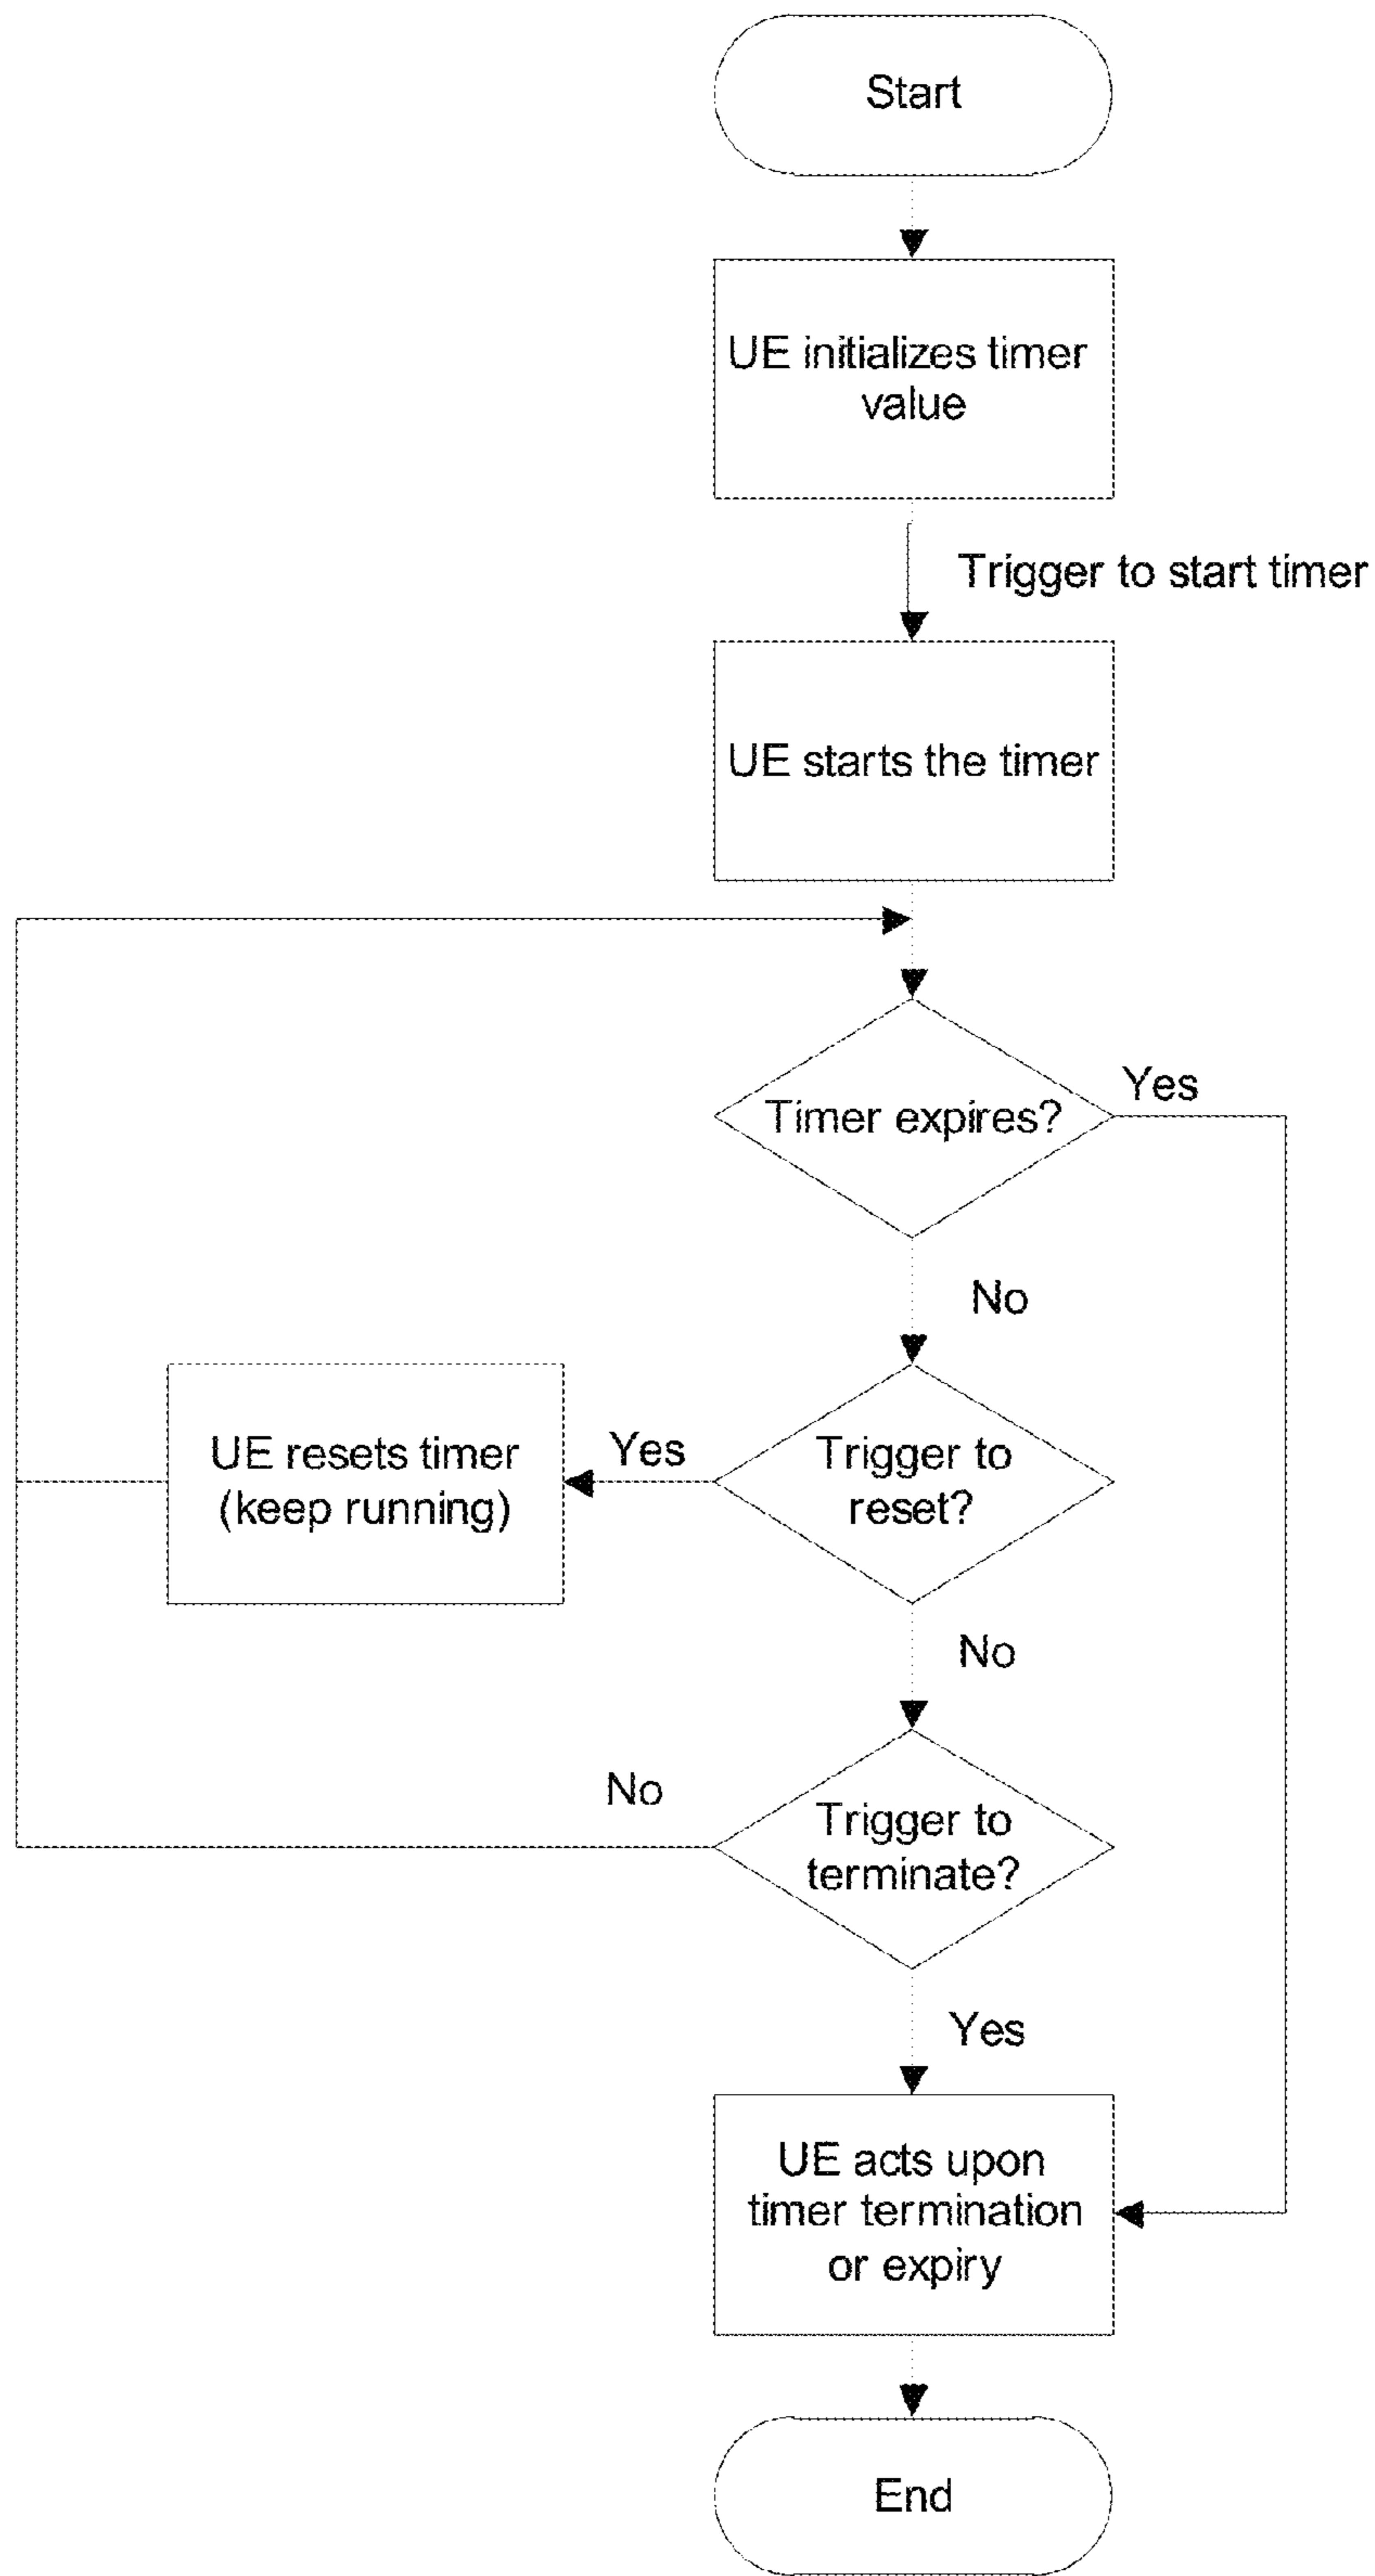 Start
UE initializes timer
value
Trigger to start timer
UE starts the timer
Timer expires?
Yes
No
UE resets timer
(keep running)
Yes
Trigger to
reset?
No
No
Trigger to
terminate?
Yes
UE acts upon
timer termination
or expiry
End